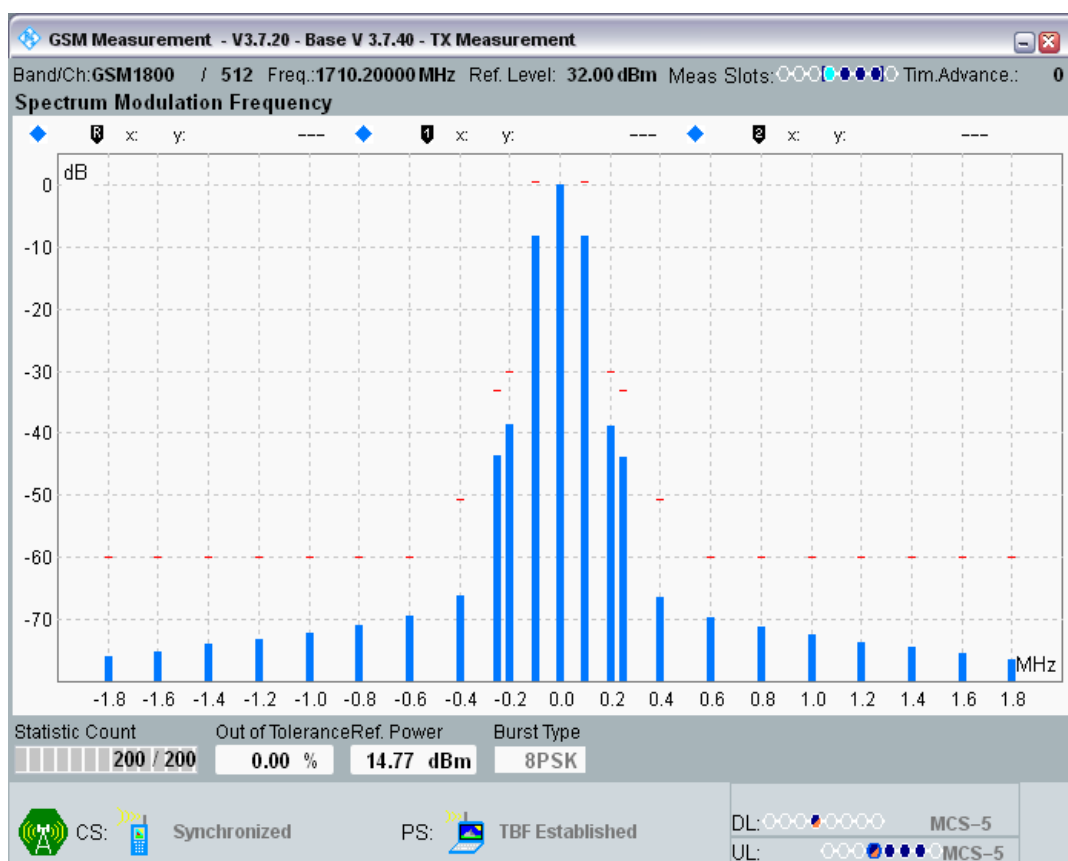 GSM Measurement - V3.7.20 - Base V 3.7.40 - TX Measurement
Band/Ch:GSM1800 / 512 Freq.:1710.20000MHz Ref. Level: 32.00 dBm Meas Slots: Tim.Advance.: 0
Spectrum Modulation Frequency
R x: y: --- 1 x: y: --- 2 x: y: ---
dB
0
-10
-20
-30
-40
-50
-60
-70
MHz
-1.8 -1.6 -1.4 -1.2 -1.0 -0.8 -0.6 -0.4 -0.2 0.0 0.2 0.4 0.6 0.8 1.0 1.2 1.4 1.6 1.8
Statistic Count Out of Tolerance Ref. Power Burst Type
200 / 200 0.00 % 14.77 dBm 8PSK
CS: Synchronized PS: TBF Established DL: MCS-5
UL: MCS-5